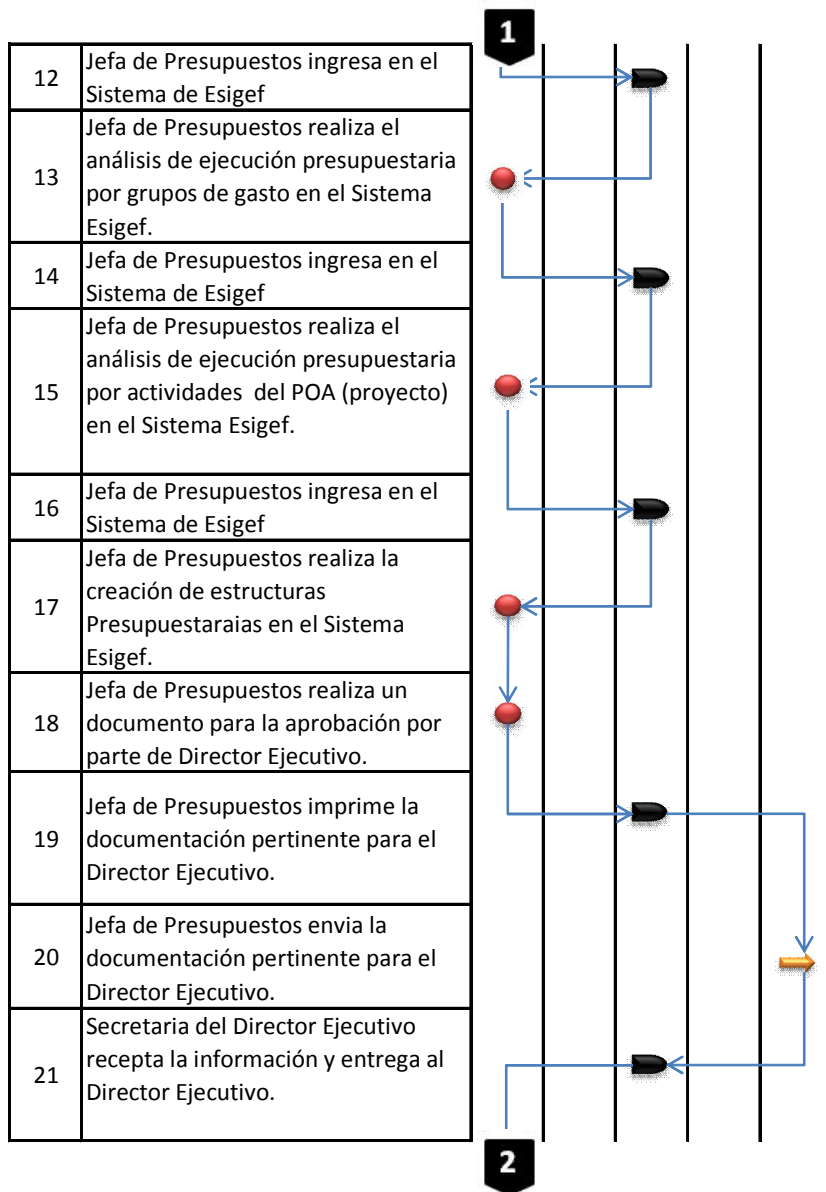 1
12
Jefa de Presupuestos ingresa en el
Sistema de Esigef
13
Jefa de Presupuestos realiza el
análisis de ejecución presupuestaria
por grupos de gasto en el Sistema
Esigef.
14
Jefa de Presupuestos ingresa en el
Sistema de Esigef
15
Jefa de Presupuestos realiza el
análisis de ejecución presupuestaria
por actividades  del POA (proyecto)
en el Sistema Esigef.
16
Jefa de Presupuestos ingresa en el
Sistema de Esigef
17
Jefa de Presupuestos realiza la
creación de estructuras
Presupuestaraias en el Sistema
Esigef.
18
Jefa de Presupuestos realiza un
documento para la aprobación por
parte de Director Ejecutivo.
19
Jefa de Presupuestos imprime la
documentación pertinente para el
Director Ejecutivo.
20
Jefa de Presupuestos envia la
documentación pertinente para el
Director Ejecutivo.
21
Secretaria del Director Ejecutivo
recepta la información y entrega al
Director Ejecutivo.
2